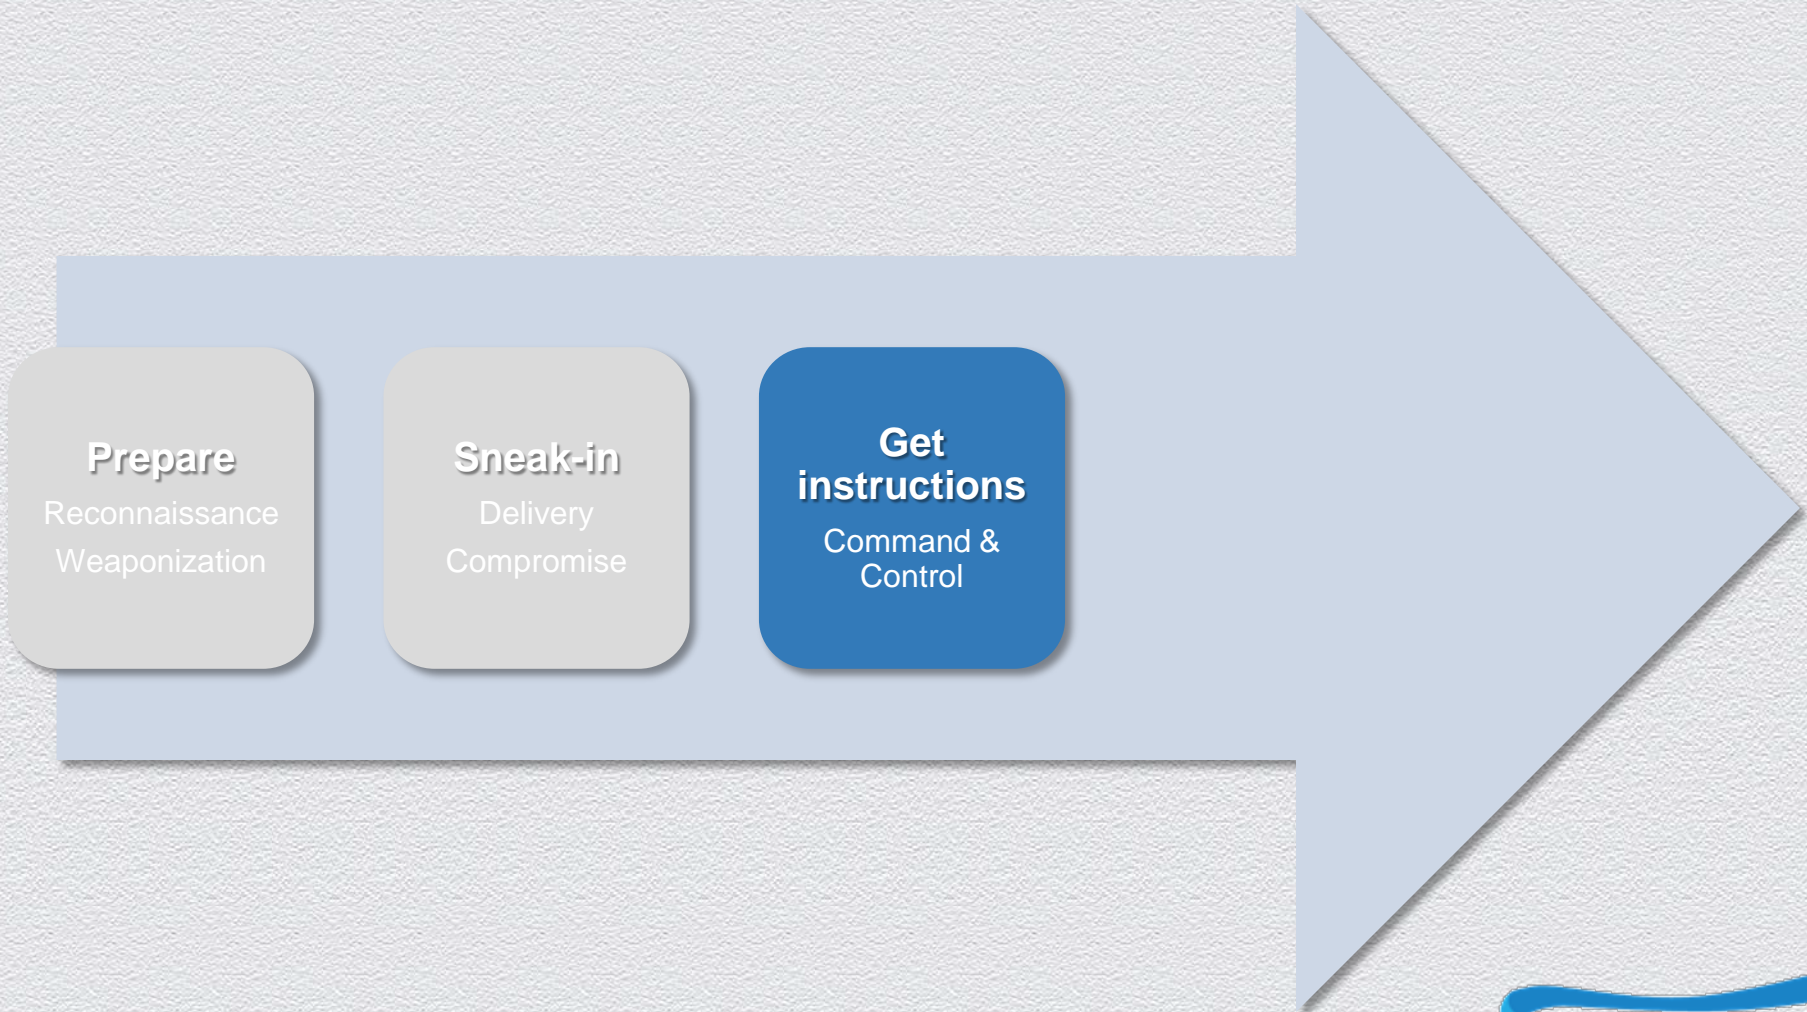 Prepare
Reconnaissance
Weaponization
Sneak-in
Delivery
Compromise
Get
instructions
Command &
Control